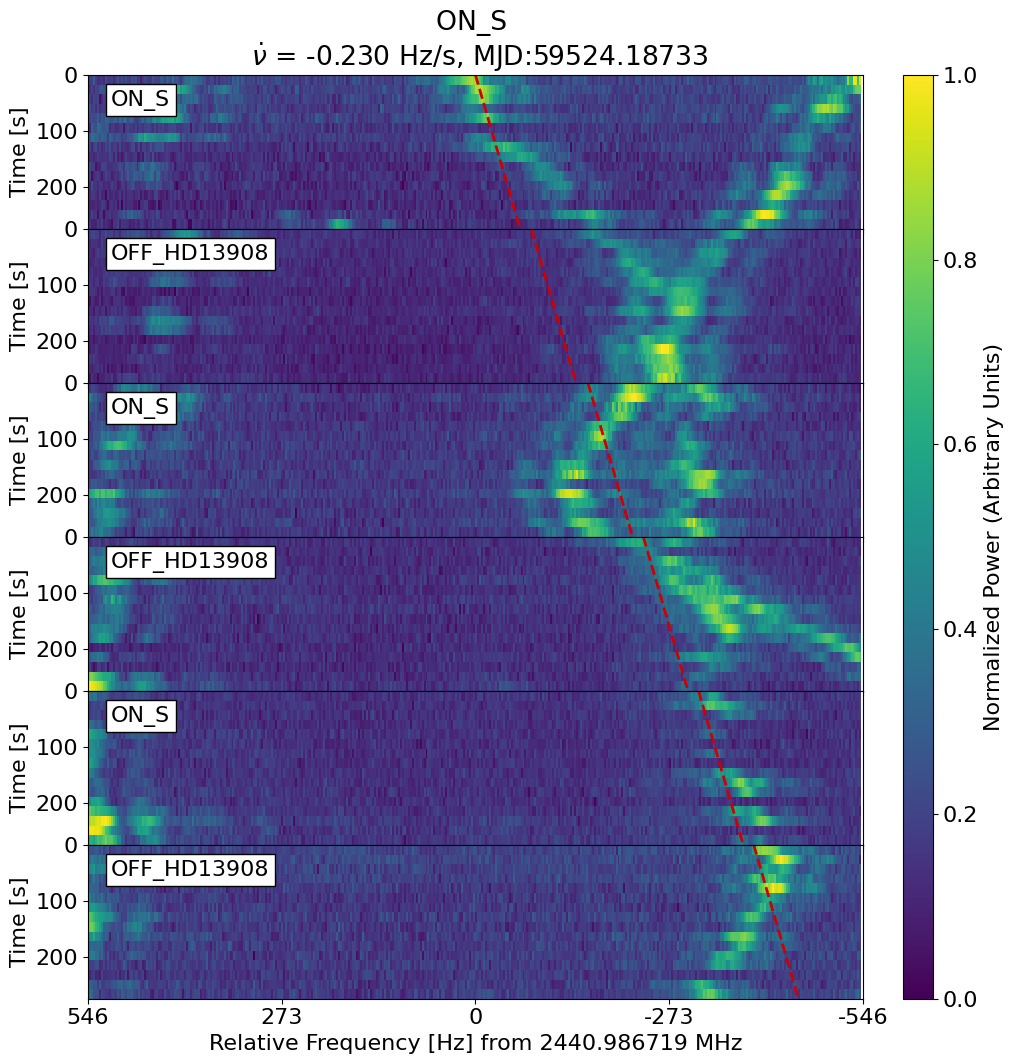 ON_S
ν̇ = -0.230 Hz/s, MJD:59524.18733
0
100
200
Time [s]
ON_S
0
100
200
Time [s]
OFF_HD13908
0
100
200
Time [s]
ON_S
0
100
200
Time [s]
OFF_HD13908
0
100
200
Time [s]
ON_S
0
100
200
Time [s]
OFF_HD13908
546
273
0
-273
-546
Relative Frequency [Hz] from 2440.986719 MHz
1.0
0.8
0.6
0.4
0.2
0.0
Normalized Power (Arbitrary Units)